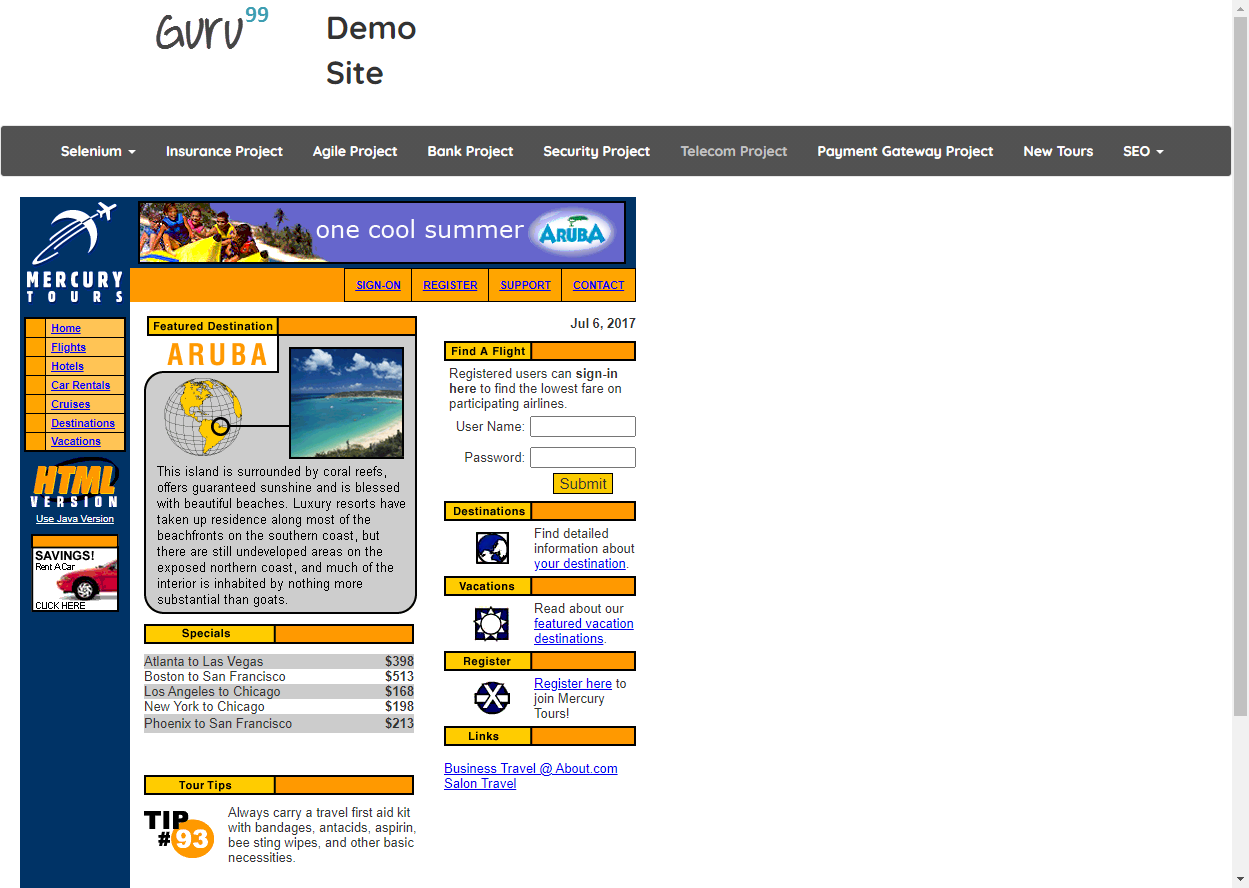 Guru99
Demo
Site
Selenium
Insurance Project
Agile Project
Bank Project
Security Project
Telecom Project
Payment Gateway Project
New Tours
SEO
MERCURY
TOURS
one cool summer
ARUBA
SIGN-ON
REGISTER
SUPPORT
CONTACT
Home
Flights
Hotels
Car Rentals
Cruises
Destinations
Vacations
HTML
VERSION
Use Java Version
SAVINGS!
Rent A Car
CLICK HERE
Featured Destination
ARUBA
This island is surrounded by coral reefs,
offers guaranteed sunshine and is blessed
with beautiful beaches. Luxury resorts have
taken up residence along most of the
beachfronts on the southern coast, but
there are still undeveloped areas on the
exposed northern coast, and much of the
interior is inhabited by nothing more
substantial than goats.
Specials
Atlanta to Las Vegas $398
Boston to San Francisco $513
Los Angeles to Chicago $168
New York to Chicago $198
Phoenix to San Francisco $213
Tour Tips
TIP
#93
Always carry a travel first aid kit
with bandages, antacids, aspirin,
bee sting wipes, and other basic
necessities.
Jul 6, 2017
Find A Flight
Registered users can sign-in
here to find the lowest fare on
participating airlines.
User Name:
Password:
Submit
Destinations
Find detailed
information about
your destination.
Vacations
Read about our
featured vacation
destinations.
Register
Register here to
join Mercury
Tours!
Links
Business Travel @ About.com
Salon Travel